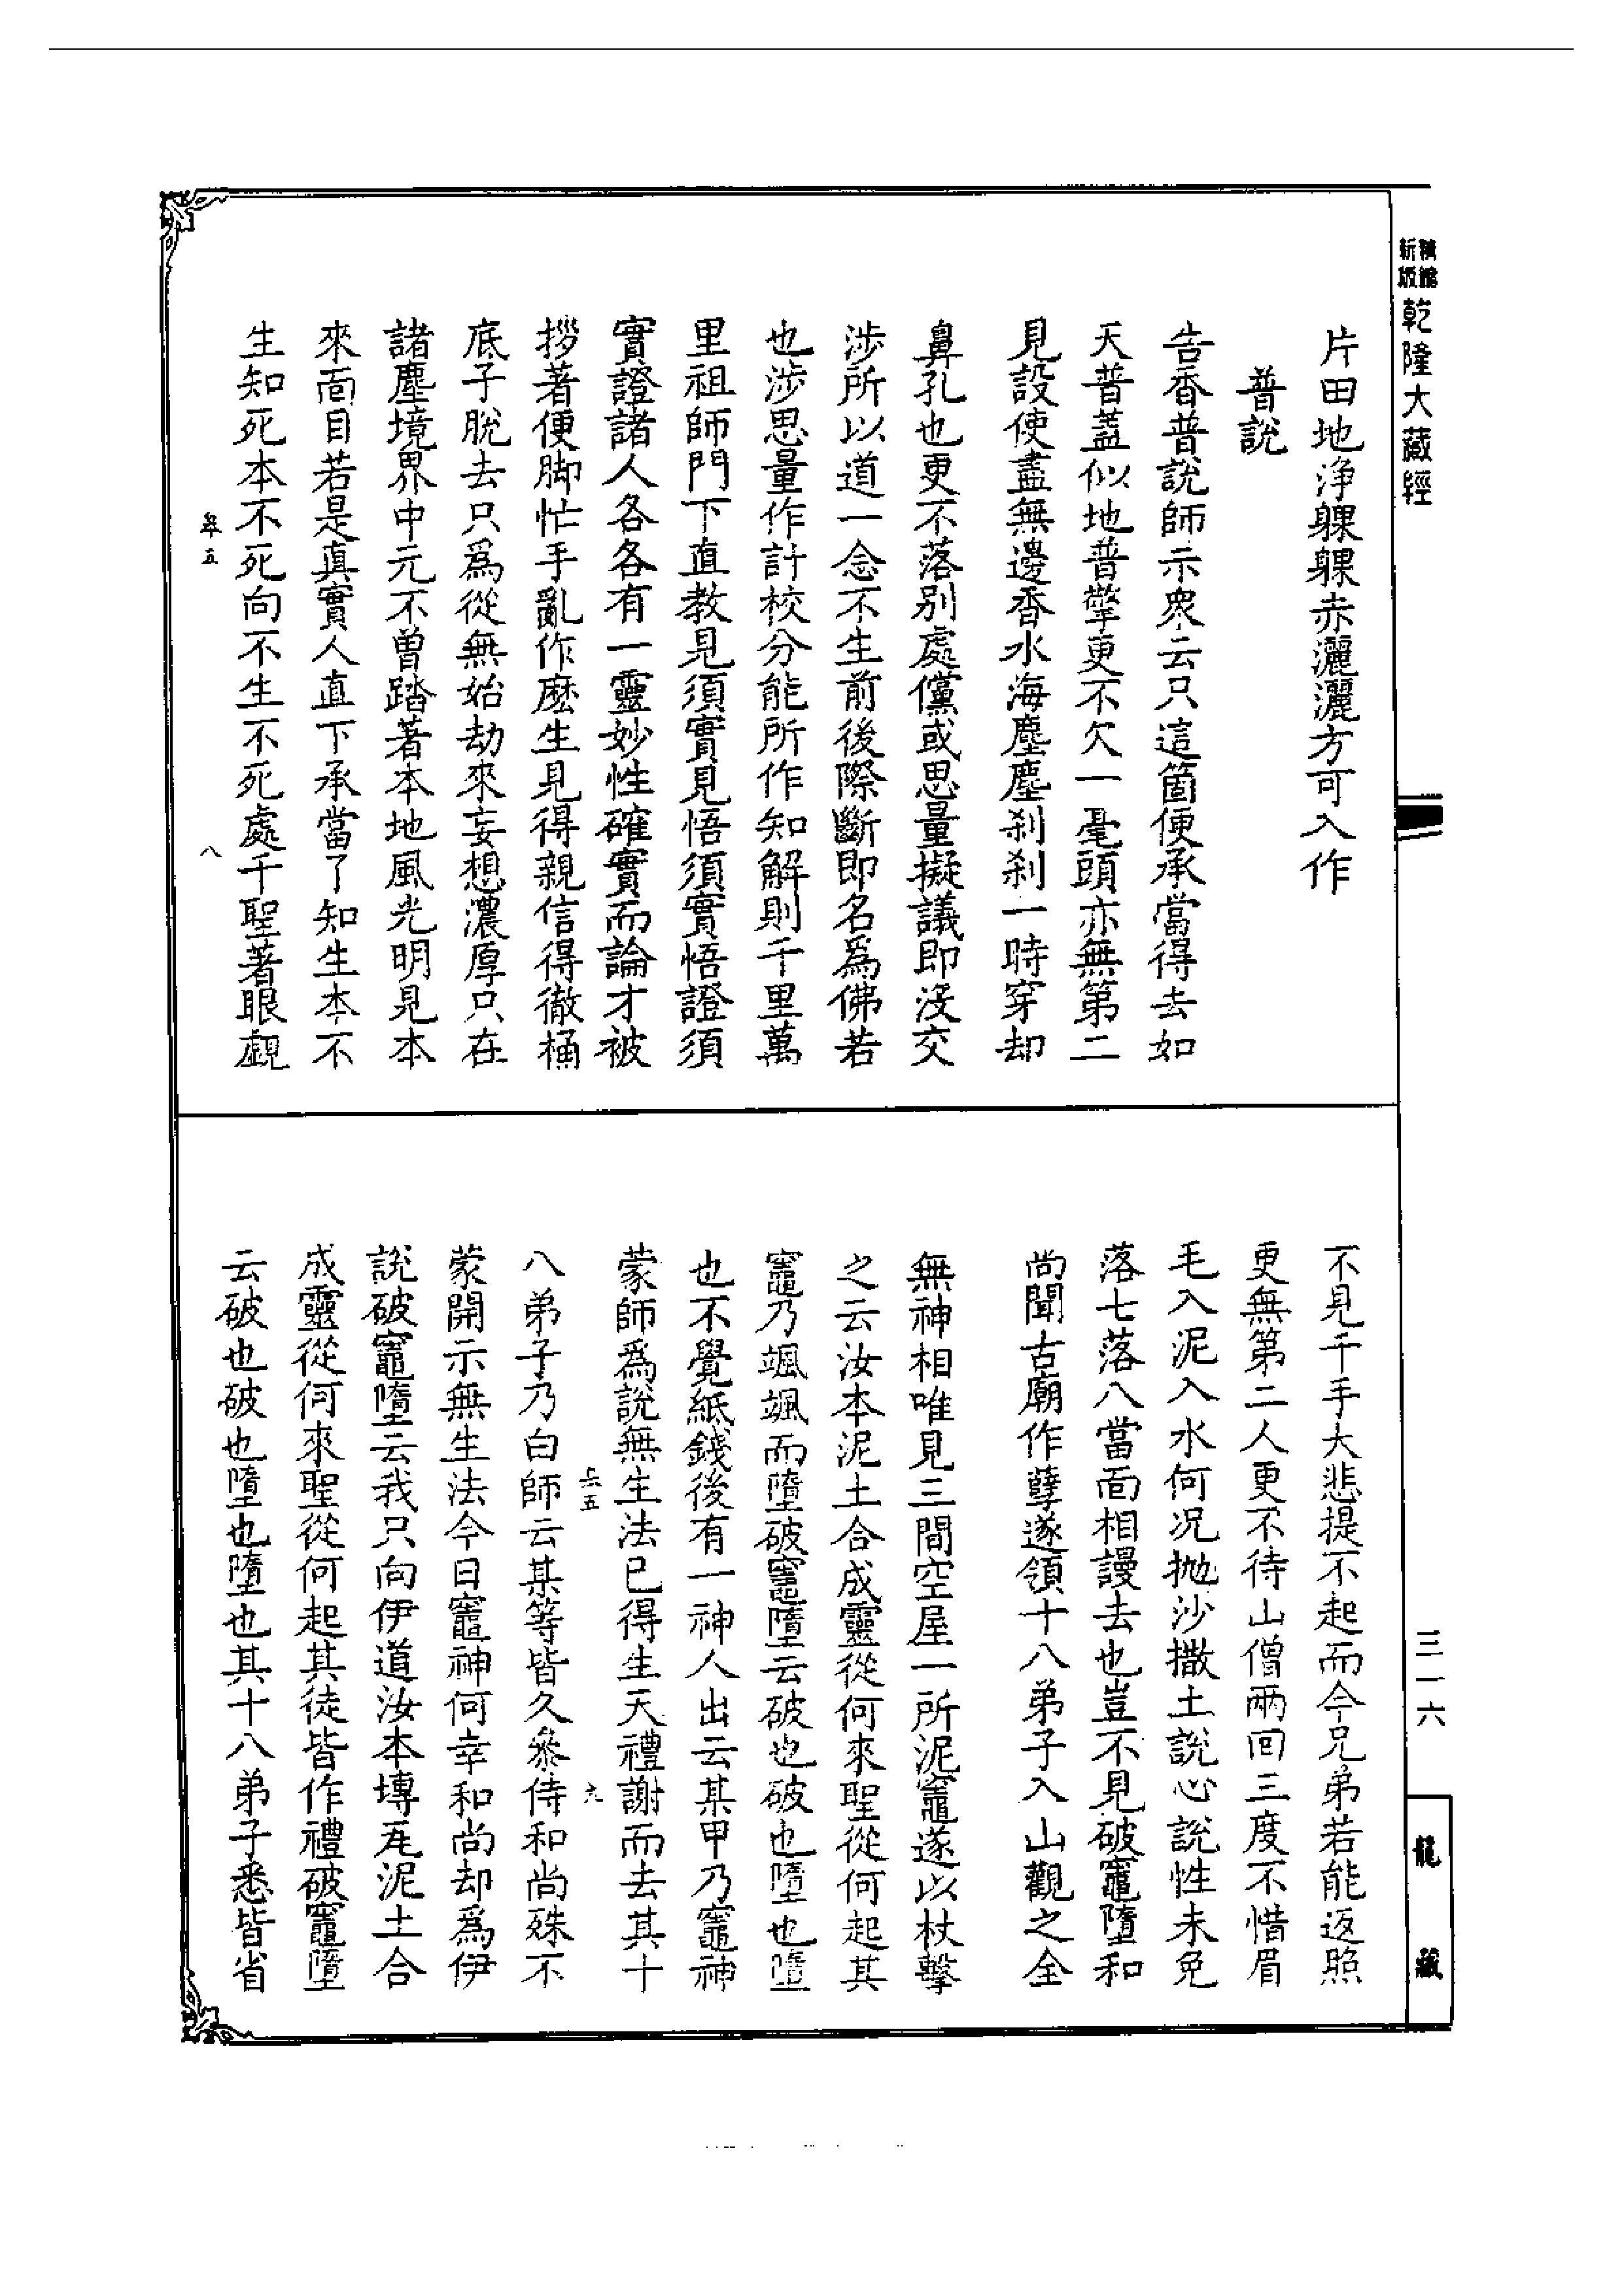 新版精縮
乾隆大藏經
片田地淨躶躶赤灑灑方可入作
普說
告香普說師示衆云只這箇便承當得去如
天普蓋似地普擎更不欠一毫頭亦無第二
見設使盡無邊香水海塵塵剎剎一時穿却
鼻孔也更不落別處儻或思量擬議即沒交
涉所以道一念不生前後際斷即名爲佛若
也涉思量作計校分能所作知解則千里萬
里祖師門下直教見須實見悟須實悟證須
實證諸人各各有一靈妙性確實而論才被
拶著便脚忙手亂作麽生見得親信得徹桶
底子脫去只爲從無始劫來妄想濃厚只在
諸塵境界中元不曾踏著本地風光明見本
來面目若是真實人直下承當了知生本不
生知死本不死向不生不死處千聖著眼覷
五
八
不見千手大悲提不起而今兄弟若能返照
更無第二人更不待山僧兩回三度不惜眉
毛入泥入水何况拋沙撒土說心說性未免
落七落八當面相謾去也豈不見破竈墮和
尚聞古廟作孽遂領十八弟子入山觀之全
無神相唯見三間空屋一所泥竈遂以杖擊
之云汝本泥土合成靈從何來聖從何起其
竈乃颯颯而墮破竈墮云破也破也墮也墮
也不覺紙錢後有一神人出云某甲乃竈神
蒙師爲說無生法已得生天禮謝而去其十
五
九
八弟子乃白師云某等皆久叅侍和尚殊不
蒙開示無生法今日竈神何幸和尚却爲伊
說破竈墮云我只向伊道汝本塼瓦泥土合
成靈從何來聖從何起其徒皆作禮破竈墮
云破也破也墮也墮也其十八弟子悉皆省
三一六
龍藏